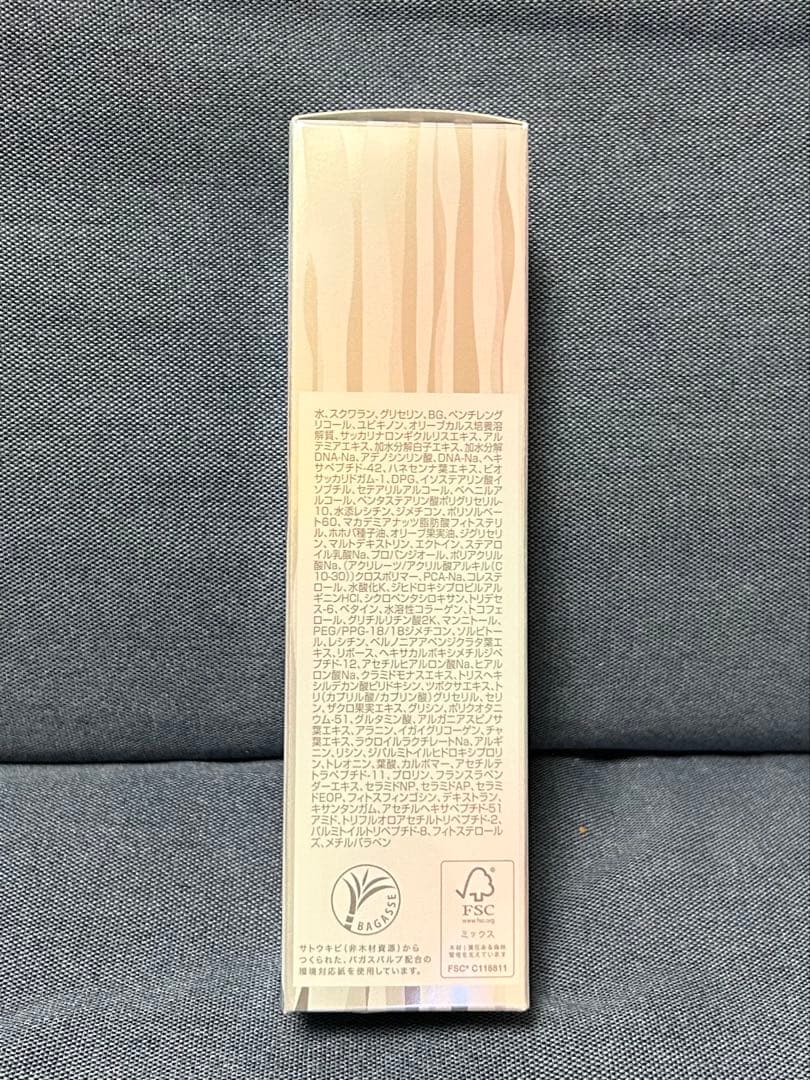 水、スクワラン、グリセリン、BG、ペンチレング
リコール、ユビキノン、オリーブカルス培養溶
解質、サッカリナロンギクルリスエキス、アル
テミアエキス、加水分解白子エキス、加水分解
DNA-Na、アデノシンリン酸、DNA-Na、ヘキ
サペプチド-42、ハネセンナ葉エキス、ビオ
サッカリドガム-1、DPG、イソステアリン酸イ
ソブチル、セテアリルアルコール、ベヘニルア
ルコール、ペンタステアリン酸ポリグリセリル-
10、水添レシチン、ジメチコン、ポリソルベー
ト60、マカデミアナッツ脂肪酸フィトステリ
ル、ホホバ種子油、オリーブ果実油、ジグリセリ
ン、マルトデキストリン、エクトイン、ステアロ
イル乳酸Na、プロパンジオール、ポリアクリル
酸Na、(アクリレーツ/アクリル酸アルキル(C
10-30))クロスポリマー、PCA-Na、コレステ
ロール、水酸化K、ジヒドロキシプロピルアル
ギニンHCl、シクロペンタシロキサン、トリデセ
ス-6、ベタイン、水溶性コラーゲン、トコフェ
ロール、グリチルリチン酸2K、マンニトール、
PEG/PPG-18/18ジメチコン、ソルビトー
ル、レシチン、ベルノニアアペンジクラタ葉エ
キス、リボース、ヘキサカルボキシメチルジペ
プチド-12、アセチルヒアルロン酸Na、ヒアル
ロン酸Na、クラミドモナスエキス、トリスヘキ
シルデカン酸ピリドキシン、ツボクサエキス、ト
リ(カプリル酸/カプリン酸)グリセリル、セリ
ン、ザクロ果実エキス、グリシン、ポリクオタニ
ウム-51、グルタミン酸、アルガニアスピノサ
葉エキス、アラニン、イガイグリコーゲン、チャ
葉エキス、ラウロイルラクチレートNa、アルギ
ニン、リシン、ジパルミトイルヒドロキシプロリ
ン、トレオニン、葉酸、カルボマー、アセチルテ
トラペプチド-11、プロリン、フランスラベン
ダーエキス、セラミドNP、セラミドAP、セラミ
ドEOP、フィトスフィンゴシン、デキストラン、
キサンタンガム、アセチルヘキサペプチド-51
アミド、トリフルオロアセチルトリペプチド-2、
パルミトイルトリペプチド-8、フィトステロール
ズ、メチルパラベン
BAGASSE
サトウキビ(非木材資源)から
つくられた、バガスパルプ配合の
環境対応紙を使用しています。
FSC
www.fsc.org
ミックス
木材|責任ある森林
管理を支えています
FSC® C118811